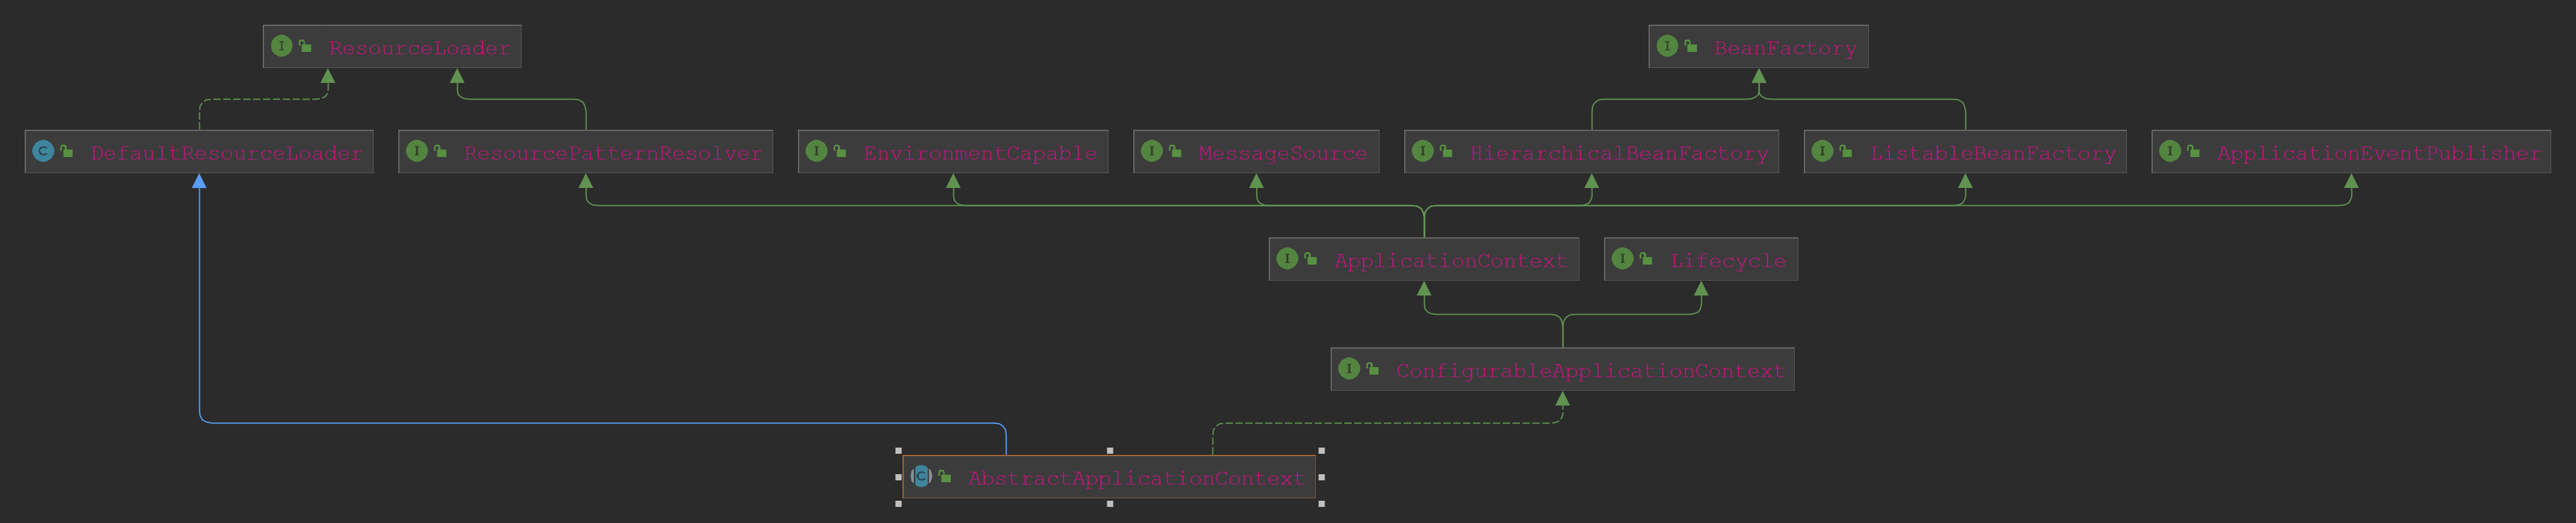 I ResourceLoader
I BeanFactory
C DefaultResourceLoader
I ResourcePatternResolver
I EnvironmentCapable
I MessageSource
I HierarchicalBeanFactory
I ListableBeanFactory
I ApplicationEventPublisher
I ApplicationContext
I Lifecycle
I ConfigurableApplicationContext
C AbstractApplicationContext